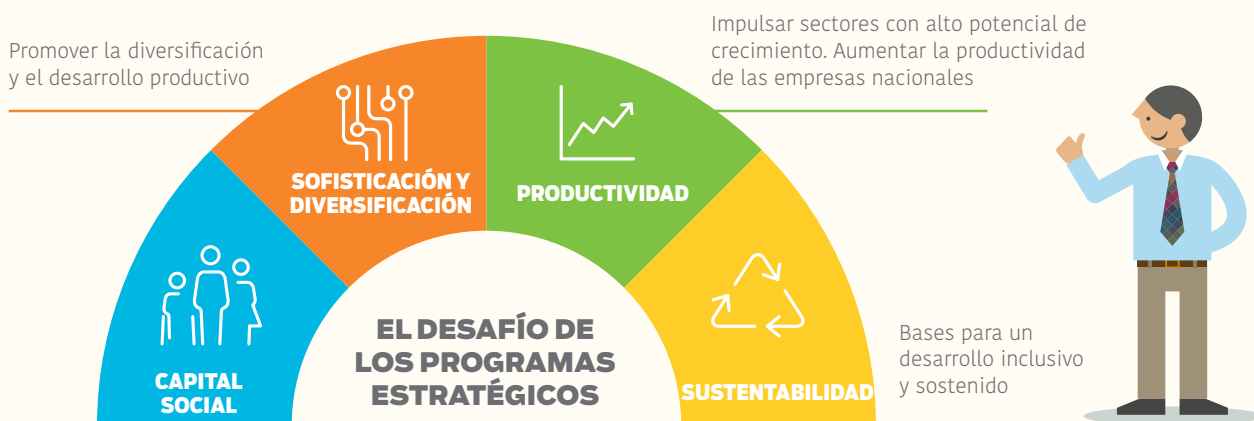 Promover la diversificación
y el desarrollo productivo
Impulsar sectores con alto potencial de
crecimiento. Aumentar la productividad
de las empresas nacionales
SOFISTICACIÓN Y
DIVERSIFICACIÓN
PRODUCTIVIDAD
CAPITAL
SOCIAL
EL DESAFÍO DE
LOS PROGRAMAS
ESTRATÉGICOS
SUSTENTABILIDAD
Bases para un
desarrollo inclusivo
y sostenido